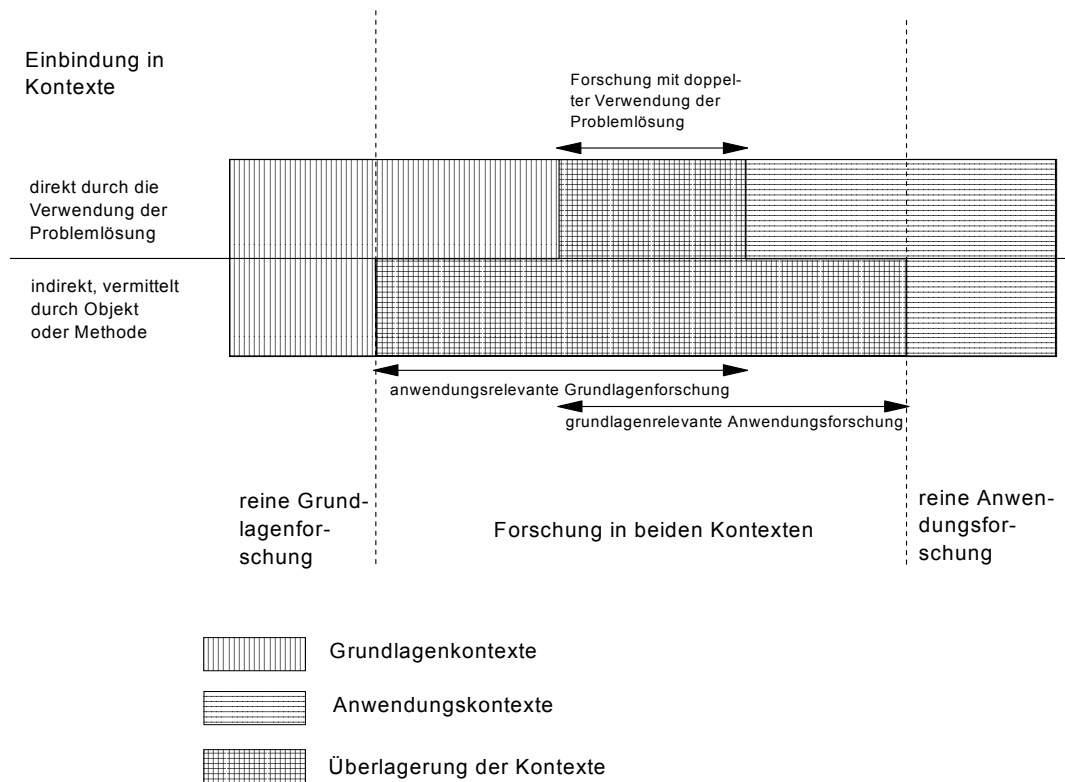 Einbindung in
Kontexte
Forschung mit doppel-
ter Verwendung der
Problemlösung
direkt durch die
Verwendung der
Problemlösung
indirekt, vermittelt
durch Objekt
oder Methode
anwendungsrelevante Grundlagenforschung
grundlagenrelevante Anwendungsforschung
reine Grund-
lagenfor-
schung
Forschung in beiden Kontexten
reine Anwen-
dungsfor-
schung
Grundlagenkontexte
Anwendungskontexte
Überlagerung der Kontexte